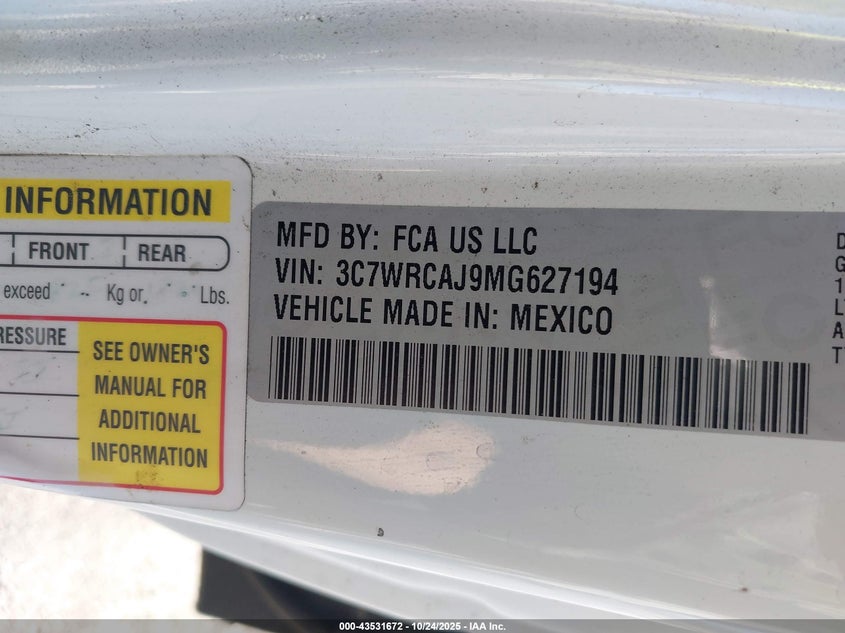 INFORMATION
FRONT
REAR
exceed Kg or Lbs.
RESSURE
SEE OWNER'S
MANUAL FOR
ADDITIONAL
INFORMATION
MFD BY: FCA US LLC
VIN: 3C7WRCAJ9MG627194
VEHICLE MADE IN: MEXICO
D
G
1
L
A
T
000-43531672 - 10/24/2025 - IAA Inc.